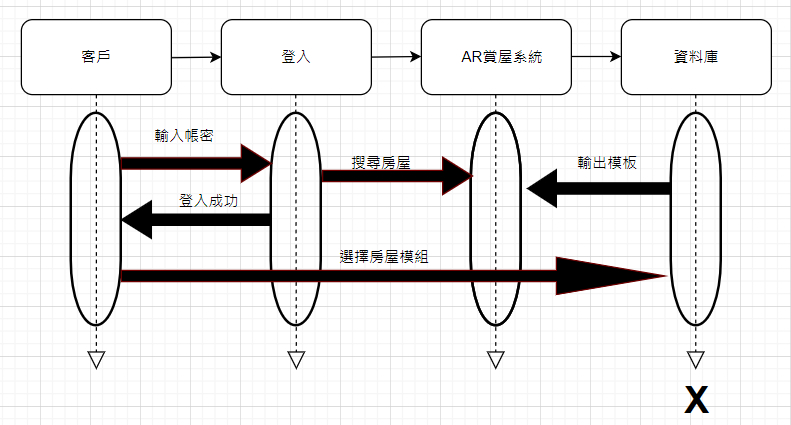 客戶
登入
AR賞屋系統
資料庫
輸入帳密
搜尋房屋
輸出模板
登入成功
選擇房屋模組
X